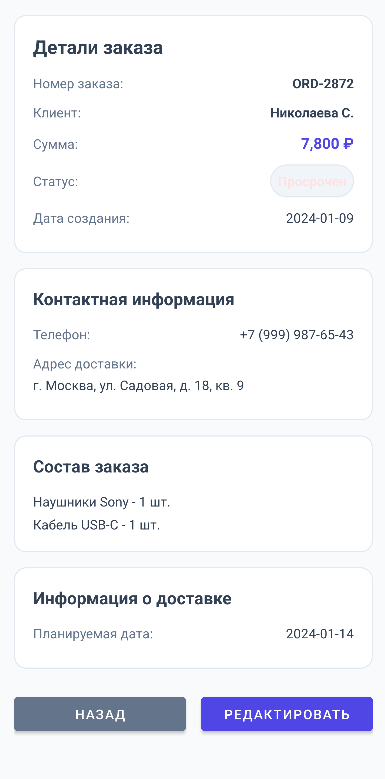 Детали заказа
Номер заказа: ORD-2872
Клиент: Николаева С.
Сумма: 7,800 ₽
Статус: Просрочен
Дата создания: 2024-01-09
Контактная информация
Телефон: +7 (999) 987-65-43
Адрес доставки:
г. Москва, ул. Садовая, д. 18, кв. 9
Состав заказа
Наушники Sony - 1 шт.
Кабель USB-C - 1 шт.
Информация о доставке
Планируемая дата: 2024-01-14
НАЗАД РЕДАКТИРОВАТЬ